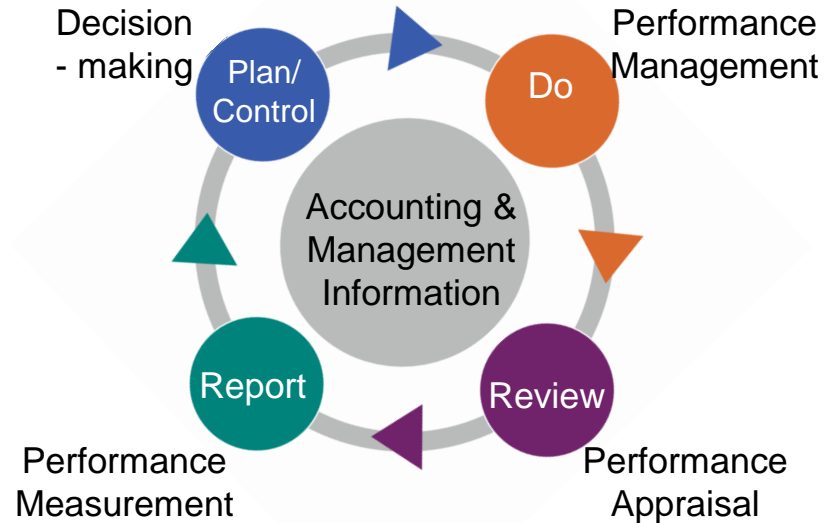 Decision
- making
Plan/
Control
Do
Performance
Management
Accounting &
Management
Information
Report
Review
Performance
Measurement
Performance
Appraisal